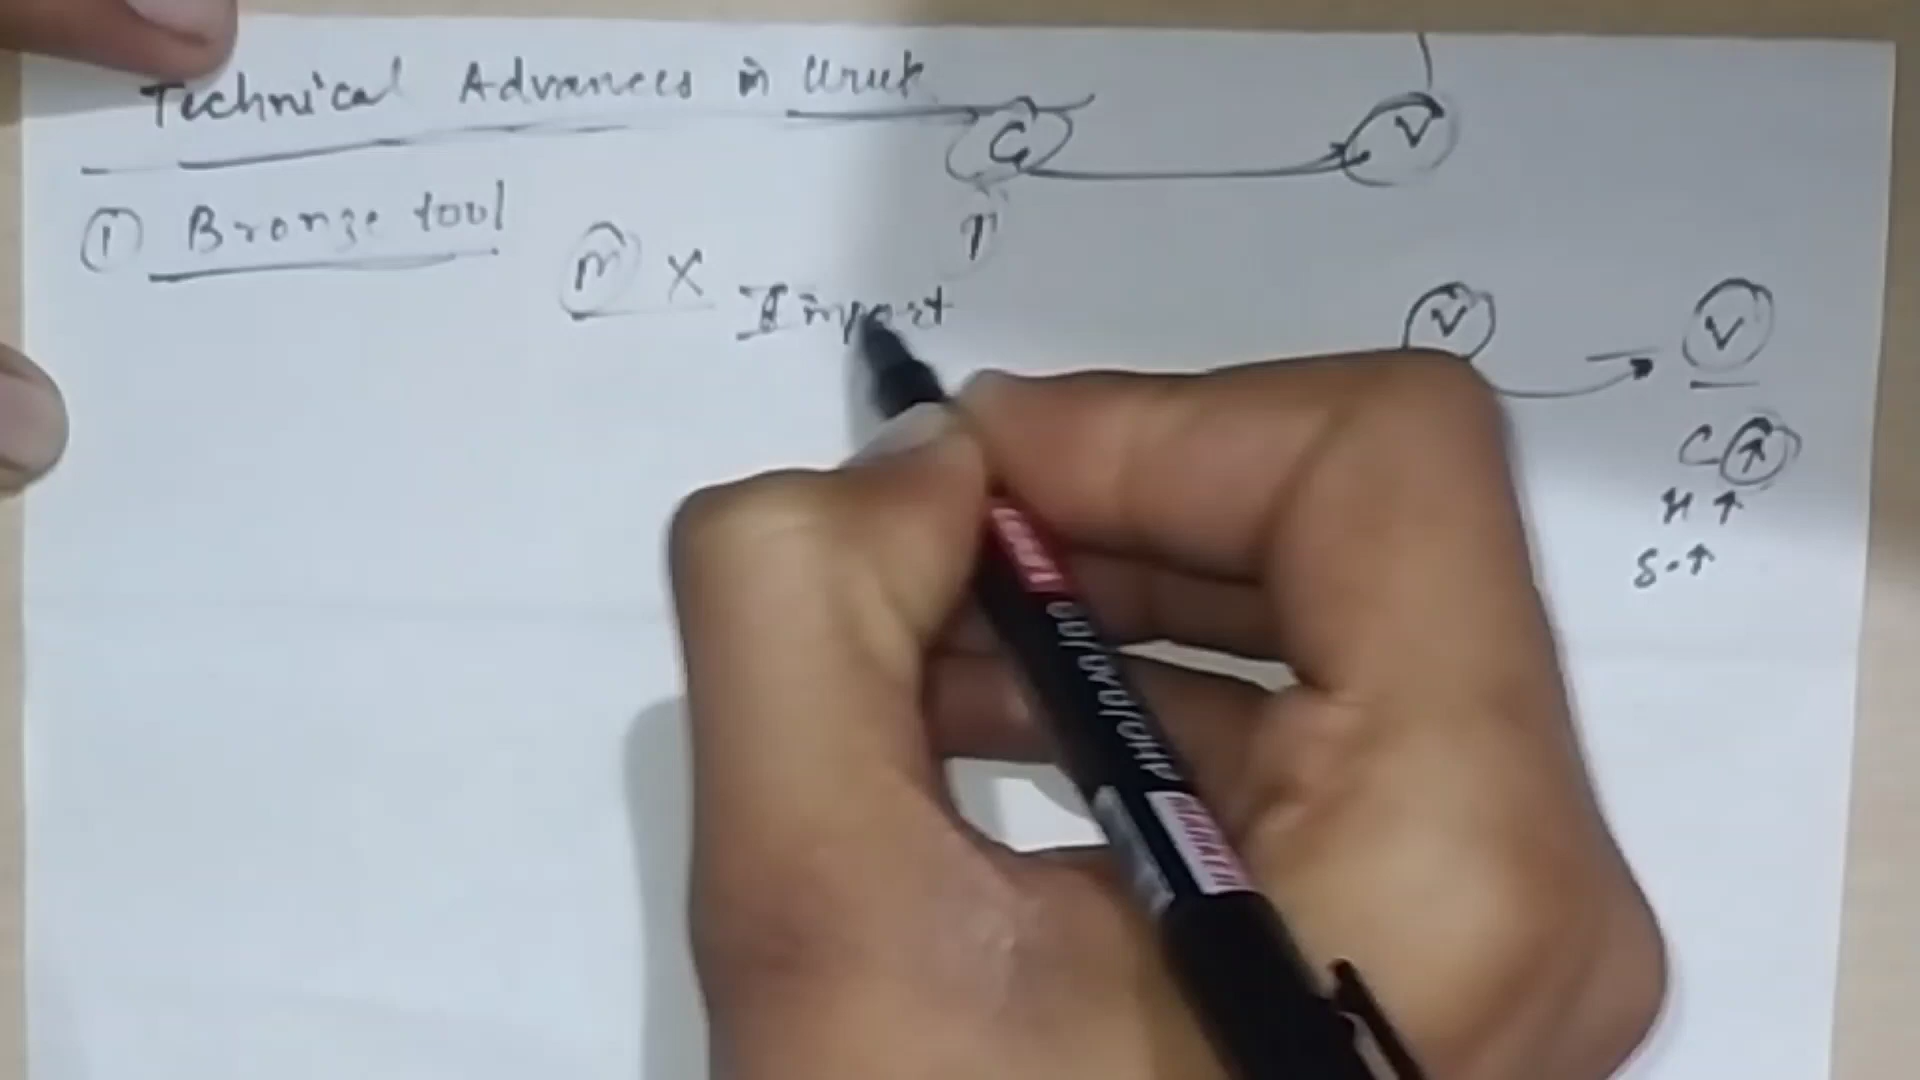 Technical Advances in Uruk
G → V
① Bronze tool
m X
Import
V → V
C ↑
H ↑
S. ↑